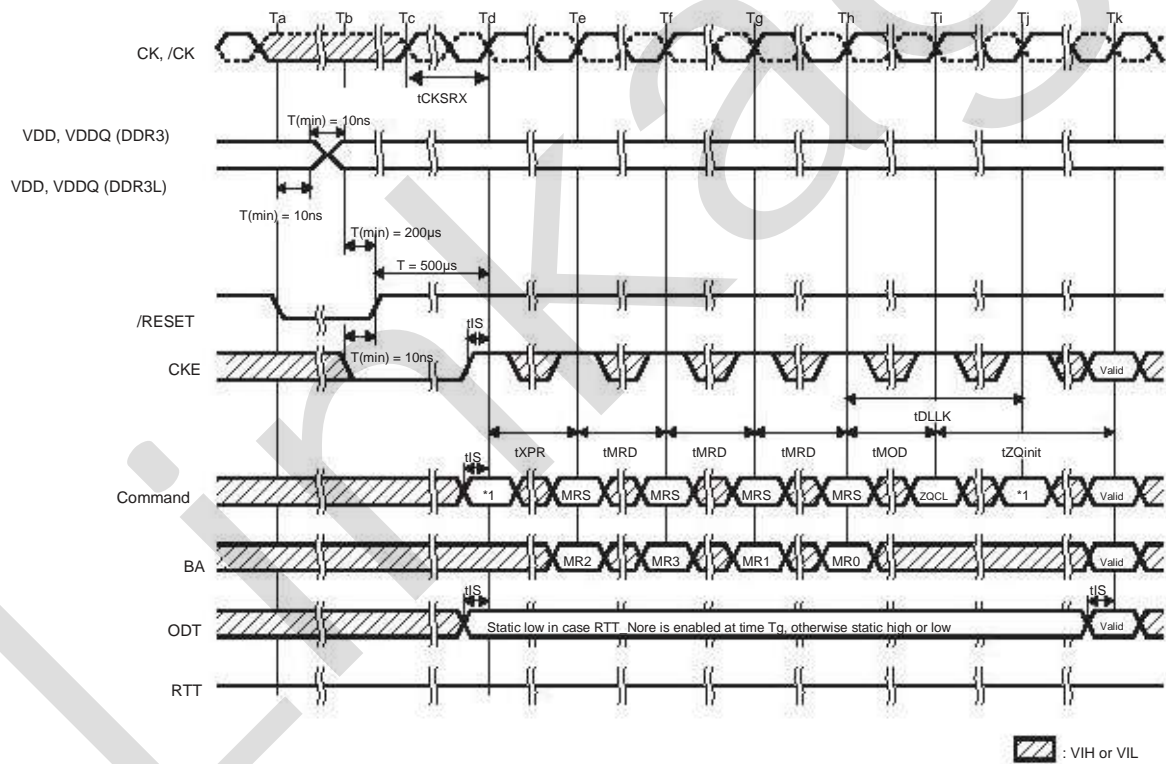 Ta Tb Tc Td Te Tf Tg Th Ti Tj Tk
CK, /CK
tCKSRX
T(min) = 10ns
VDD, VDDQ (DDR3)
VDD, VDDQ (DDR3L)
T(min) = 10ns
T(min) = 200µs
T = 500µs
/RESET
tIS
T(min) = 10ns
CKE
Valid
tDLLK
tXPR tMRD tMRD tMRD tMOD tZQinit
tIS
Command
*1 MRS MRS MRS MRS ZQCL *1 Valid
BA
MR2 MR3 MR1 MR0 Valid
tIS tIS
ODT
Static low in case RTT_Nore is enabled at time Tg, otherwise static high or low
Valid
RTT
: VIH or VIL
Linkag